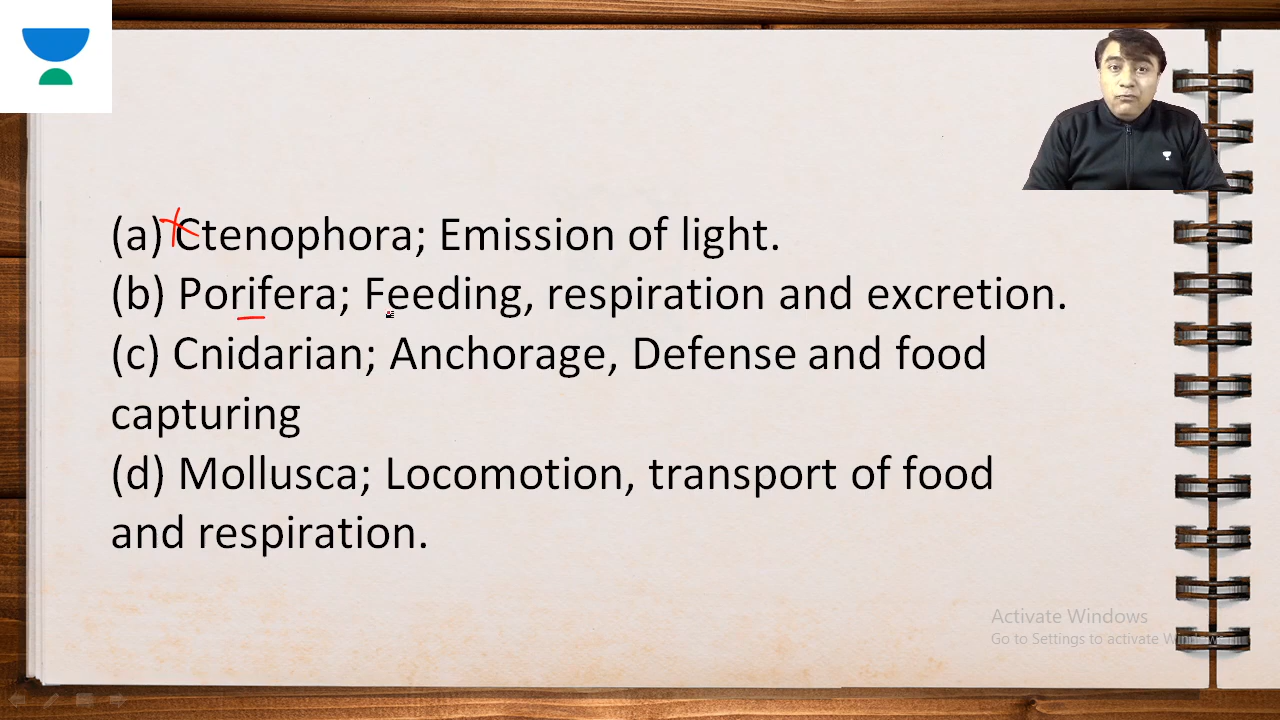 (a) Ctenophora; Emission of light.
(b) Porifera; Feeding, respiration and excretion.
(c) Cnidarian; Anchorage, Defense and food
capturing
(d) Mollusca; Locomotion, transport of food
and respiration.
Activate Windows
Go to Settings to activate Windows.